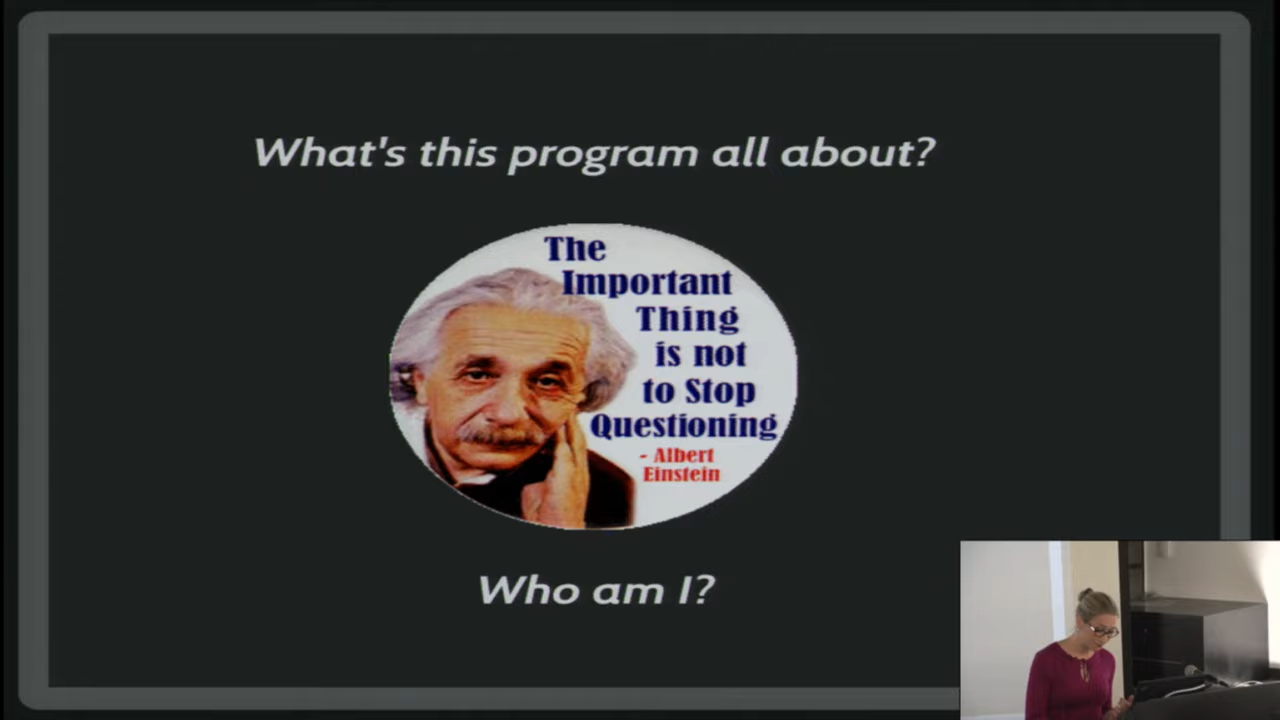 What's this program all about?
The
Important
Thing
is not
to Stop
Questioning
- Albert
Einstein
Who am I?